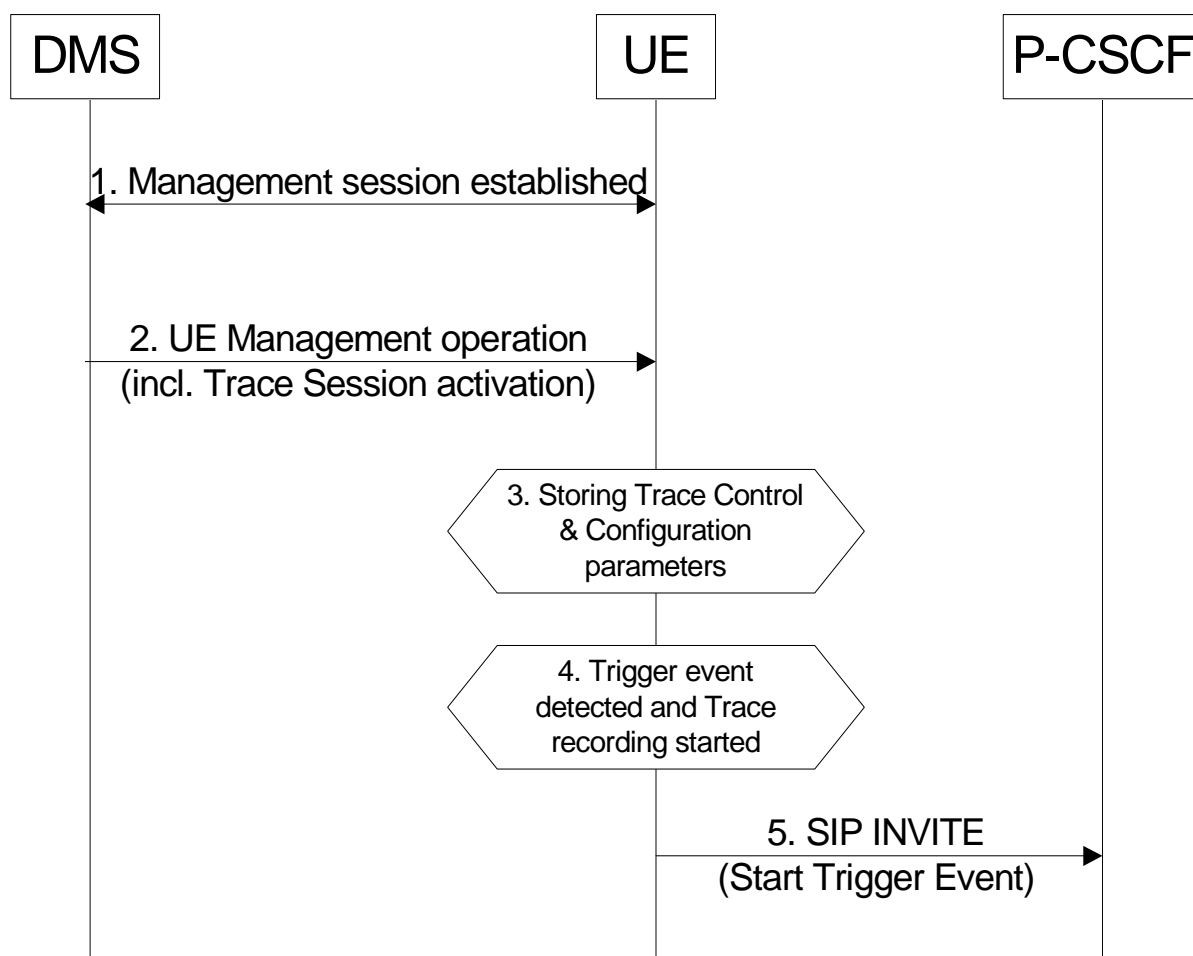 DMS
UE
P-CSCF
1. Management session established
2. UE Management operation
(incl. Trace Session activation)
3. Storing Trace Control
& Configuration
parameters
4. Trigger event
detected and Trace
recording started
5. SIP INVITE
(Start Trigger Event)